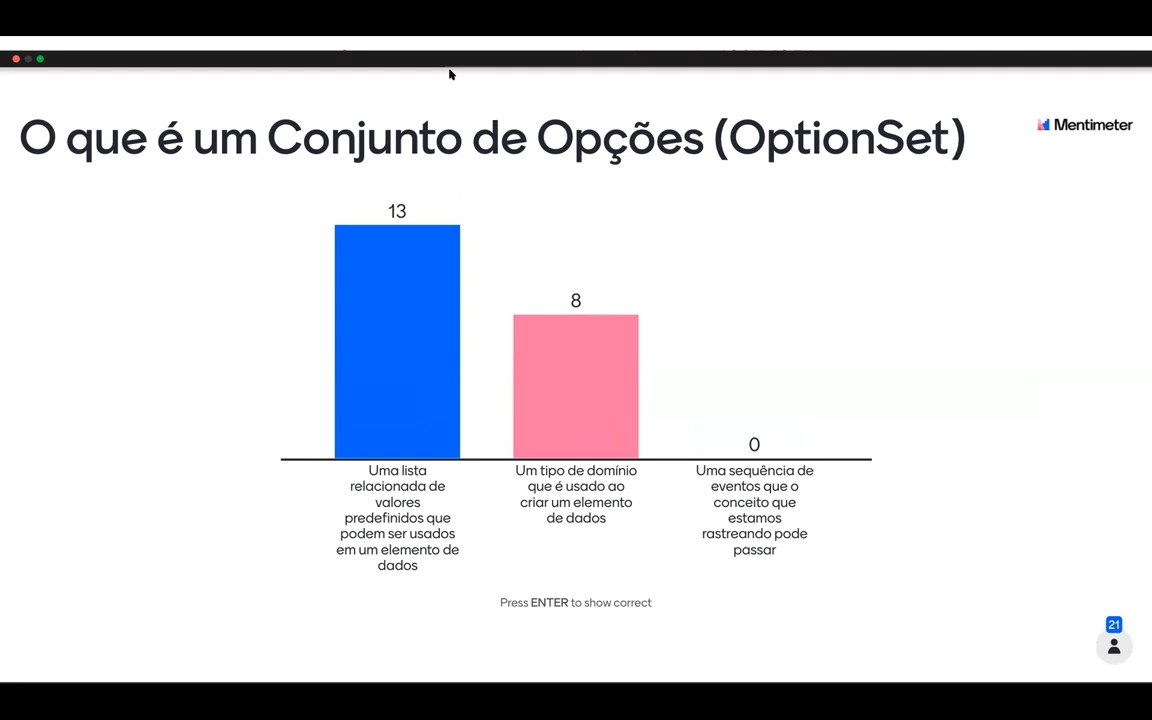 O que é um Conjunto de Opções (OptionSet)
Mentimeter
13
8
0
Uma lista
relacionada de
valores
predefinidos que
podem ser usados
em um elemento de
dados
Um tipo de domínio
que é usado ao
criar um elemento
de dados
Uma sequência de
eventos que o
conceito que
estamos
rastreando pode
passar
Press ENTER to show correct
21